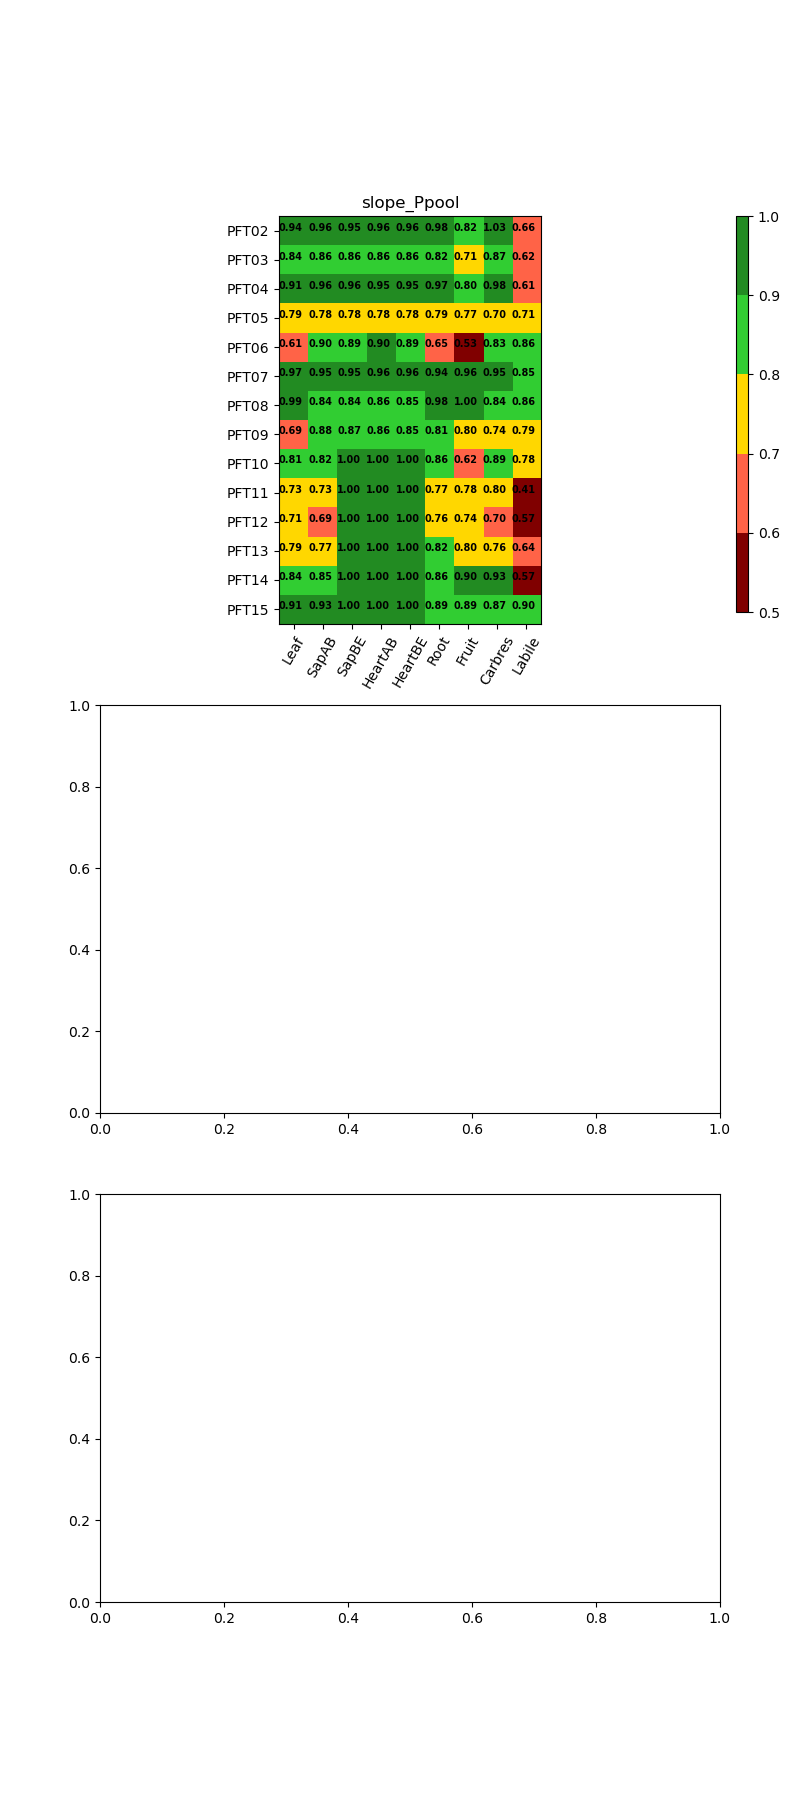 slope_Ppool
PFT02 0.94 0.96 0.95 0.96 0.96 0.98 0.82 1.03 0.66
PFT03 0.84 0.86 0.86 0.86 0.86 0.82 0.71 0.87 0.62
PFT04 0.91 0.96 0.96 0.95 0.95 0.97 0.80 0.98 0.61
PFT05 0.79 0.78 0.78 0.78 0.78 0.79 0.77 0.70 0.71
PFT06 0.61 0.90 0.89 0.90 0.89 0.65 0.53 0.83 0.86
PFT07 0.97 0.95 0.95 0.96 0.96 0.94 0.96 0.95 0.85
PFT08 0.99 0.84 0.84 0.86 0.85 0.98 1.00 0.84 0.86
PFT09 0.69 0.88 0.87 0.86 0.85 0.81 0.80 0.74 0.79
PFT10 0.81 0.82 1.00 1.00 1.00 0.86 0.62 0.89 0.78
PFT11 0.73 0.73 1.00 1.00 1.00 0.77 0.78 0.80 0.41
PFT12 0.71 0.69 1.00 1.00 1.00 0.76 0.74 0.70 0.57
PFT13 0.79 0.77 1.00 1.00 1.00 0.82 0.80 0.76 0.64
PFT14 0.84 0.85 1.00 1.00 1.00 0.86 0.90 0.93 0.57
PFT15 0.91 0.93 1.00 1.00 1.00 0.89 0.89 0.87 0.90
Leaf SapAB SapBE HeartAB HeartBE Root Fruit Carbres Labile
1.0
0.9
0.8
0.7
0.6
0.5
1.0
0.8
0.6
0.4
0.2
0.0
0.0 0.2 0.4 0.6 0.8 1.0
1.0
0.8
0.6
0.4
0.2
0.0
0.0 0.2 0.4 0.6 0.8 1.0